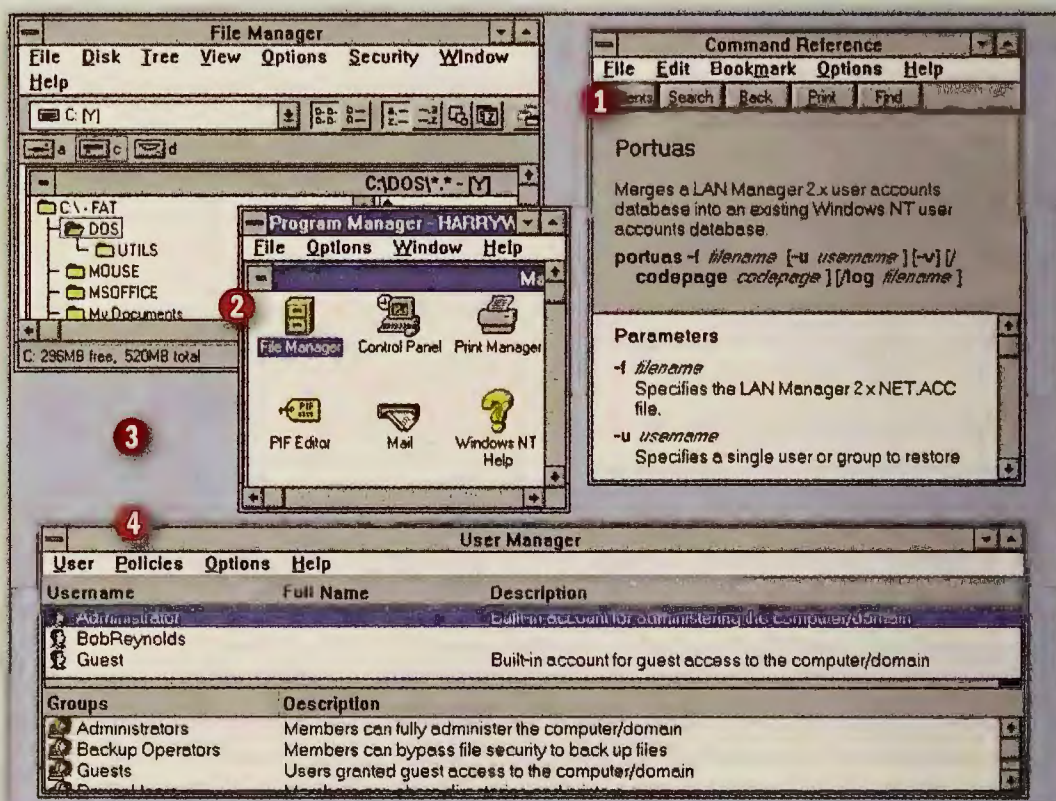 File Manager
File Disk Tree View Options Security Window
Help
C: [Y]
a c d
C:\DOS\*.* - [Y]
C:\ - FAT
DOS
UTILS
MOUSE
MSOFFICE
My Documents
C: 296MB free, 520MB total
2
Program Manager - HARRYW
File Options Window Help
Ma
File Manager Control Panel Print Manager
PIF Editor Mail Windows NT
Help
Command Reference
File Edit Bookmark Options Help
1 ents Search Back Print Find
Portuas
Merges a LAN Manager 2.x user accounts
database into an existing Windows NT user
accounts database.
portuas -f filename [-u username] [-v] [/
codepage codepage] [/log filename]
Parameters
-f filename
Specifies the LAN Manager 2.x NET.ACC
file.
-u username
Specifies a single user or group to restore
3
4
User Manager
User Policies Options Help
Username Full Name Description
Administrator Built-in account for administering the computer/domain
BobReynolds
Guest Built-in account for guest access to the computer/domain
Groups Description
Administrators Members can fully administer the computer/domain
Backup Operators Members can bypass file security to back up files
Guests Users granted guest access to the computer/domain